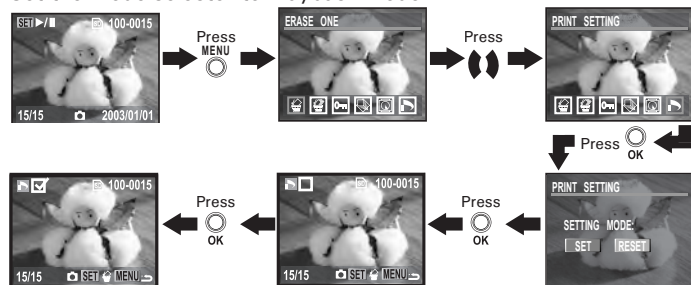 SET ▶/⏸ 100-0015
15/15 2003/01/01
Press
MENU
ERASE ONE
Press
PRINT SETTING
Press OK
PRINT SETTING
SETTING MODE:
SET RESET
Press
OK
100-0015
15/15 SET MENU
Press
OK
100-0015
15/15 SET MENU